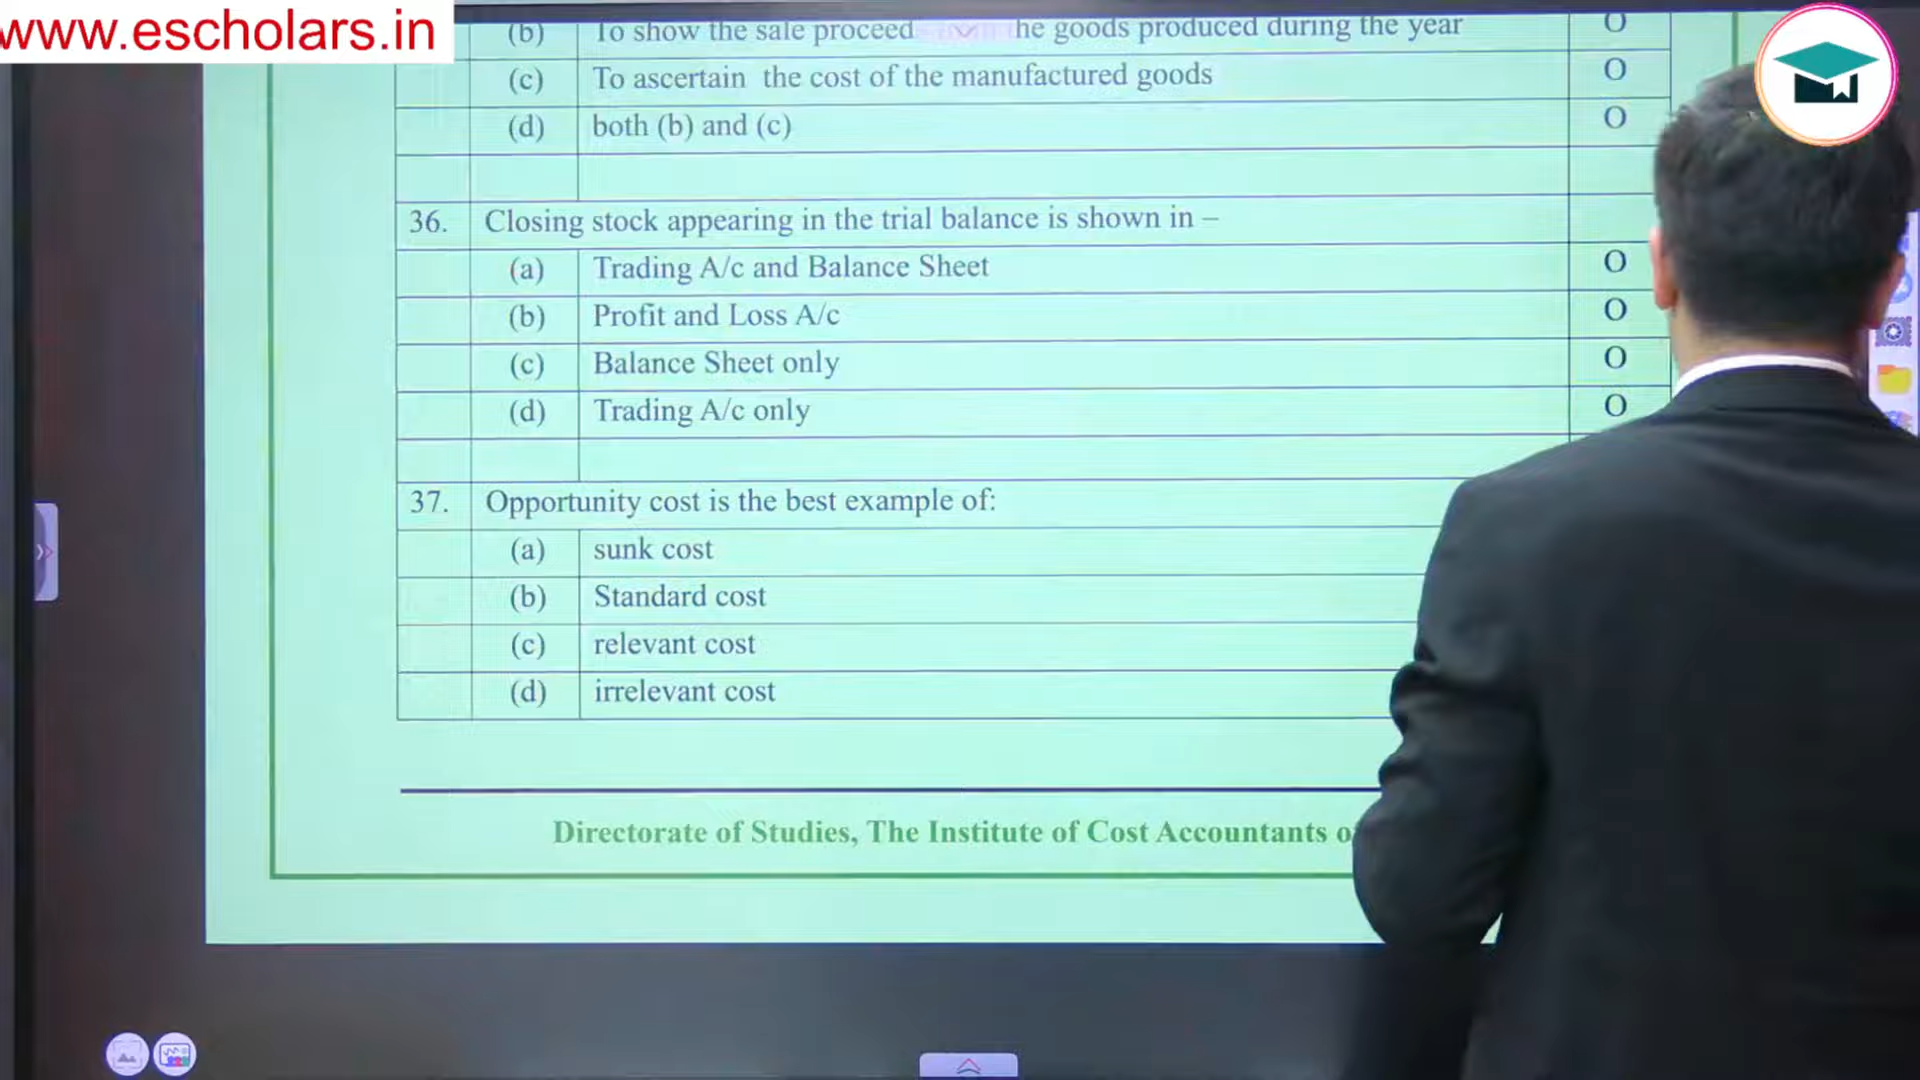 www.escholars.in
(b) To show the sale proceed from the goods produced during the year O
(c) To ascertain the cost of the manufactured goods O
(d) both (b) and (c) O
36. Closing stock appearing in the trial balance is shown in –
(a) Trading A/c and Balance Sheet O
(b) Profit and Loss A/c O
(c) Balance Sheet only O
(d) Trading A/c only O
37. Opportunity cost is the best example of:
(a) sunk cost
(b) Standard cost
(c) relevant cost
(d) irrelevant cost
Directorate of Studies, The Institute of Cost Accountants